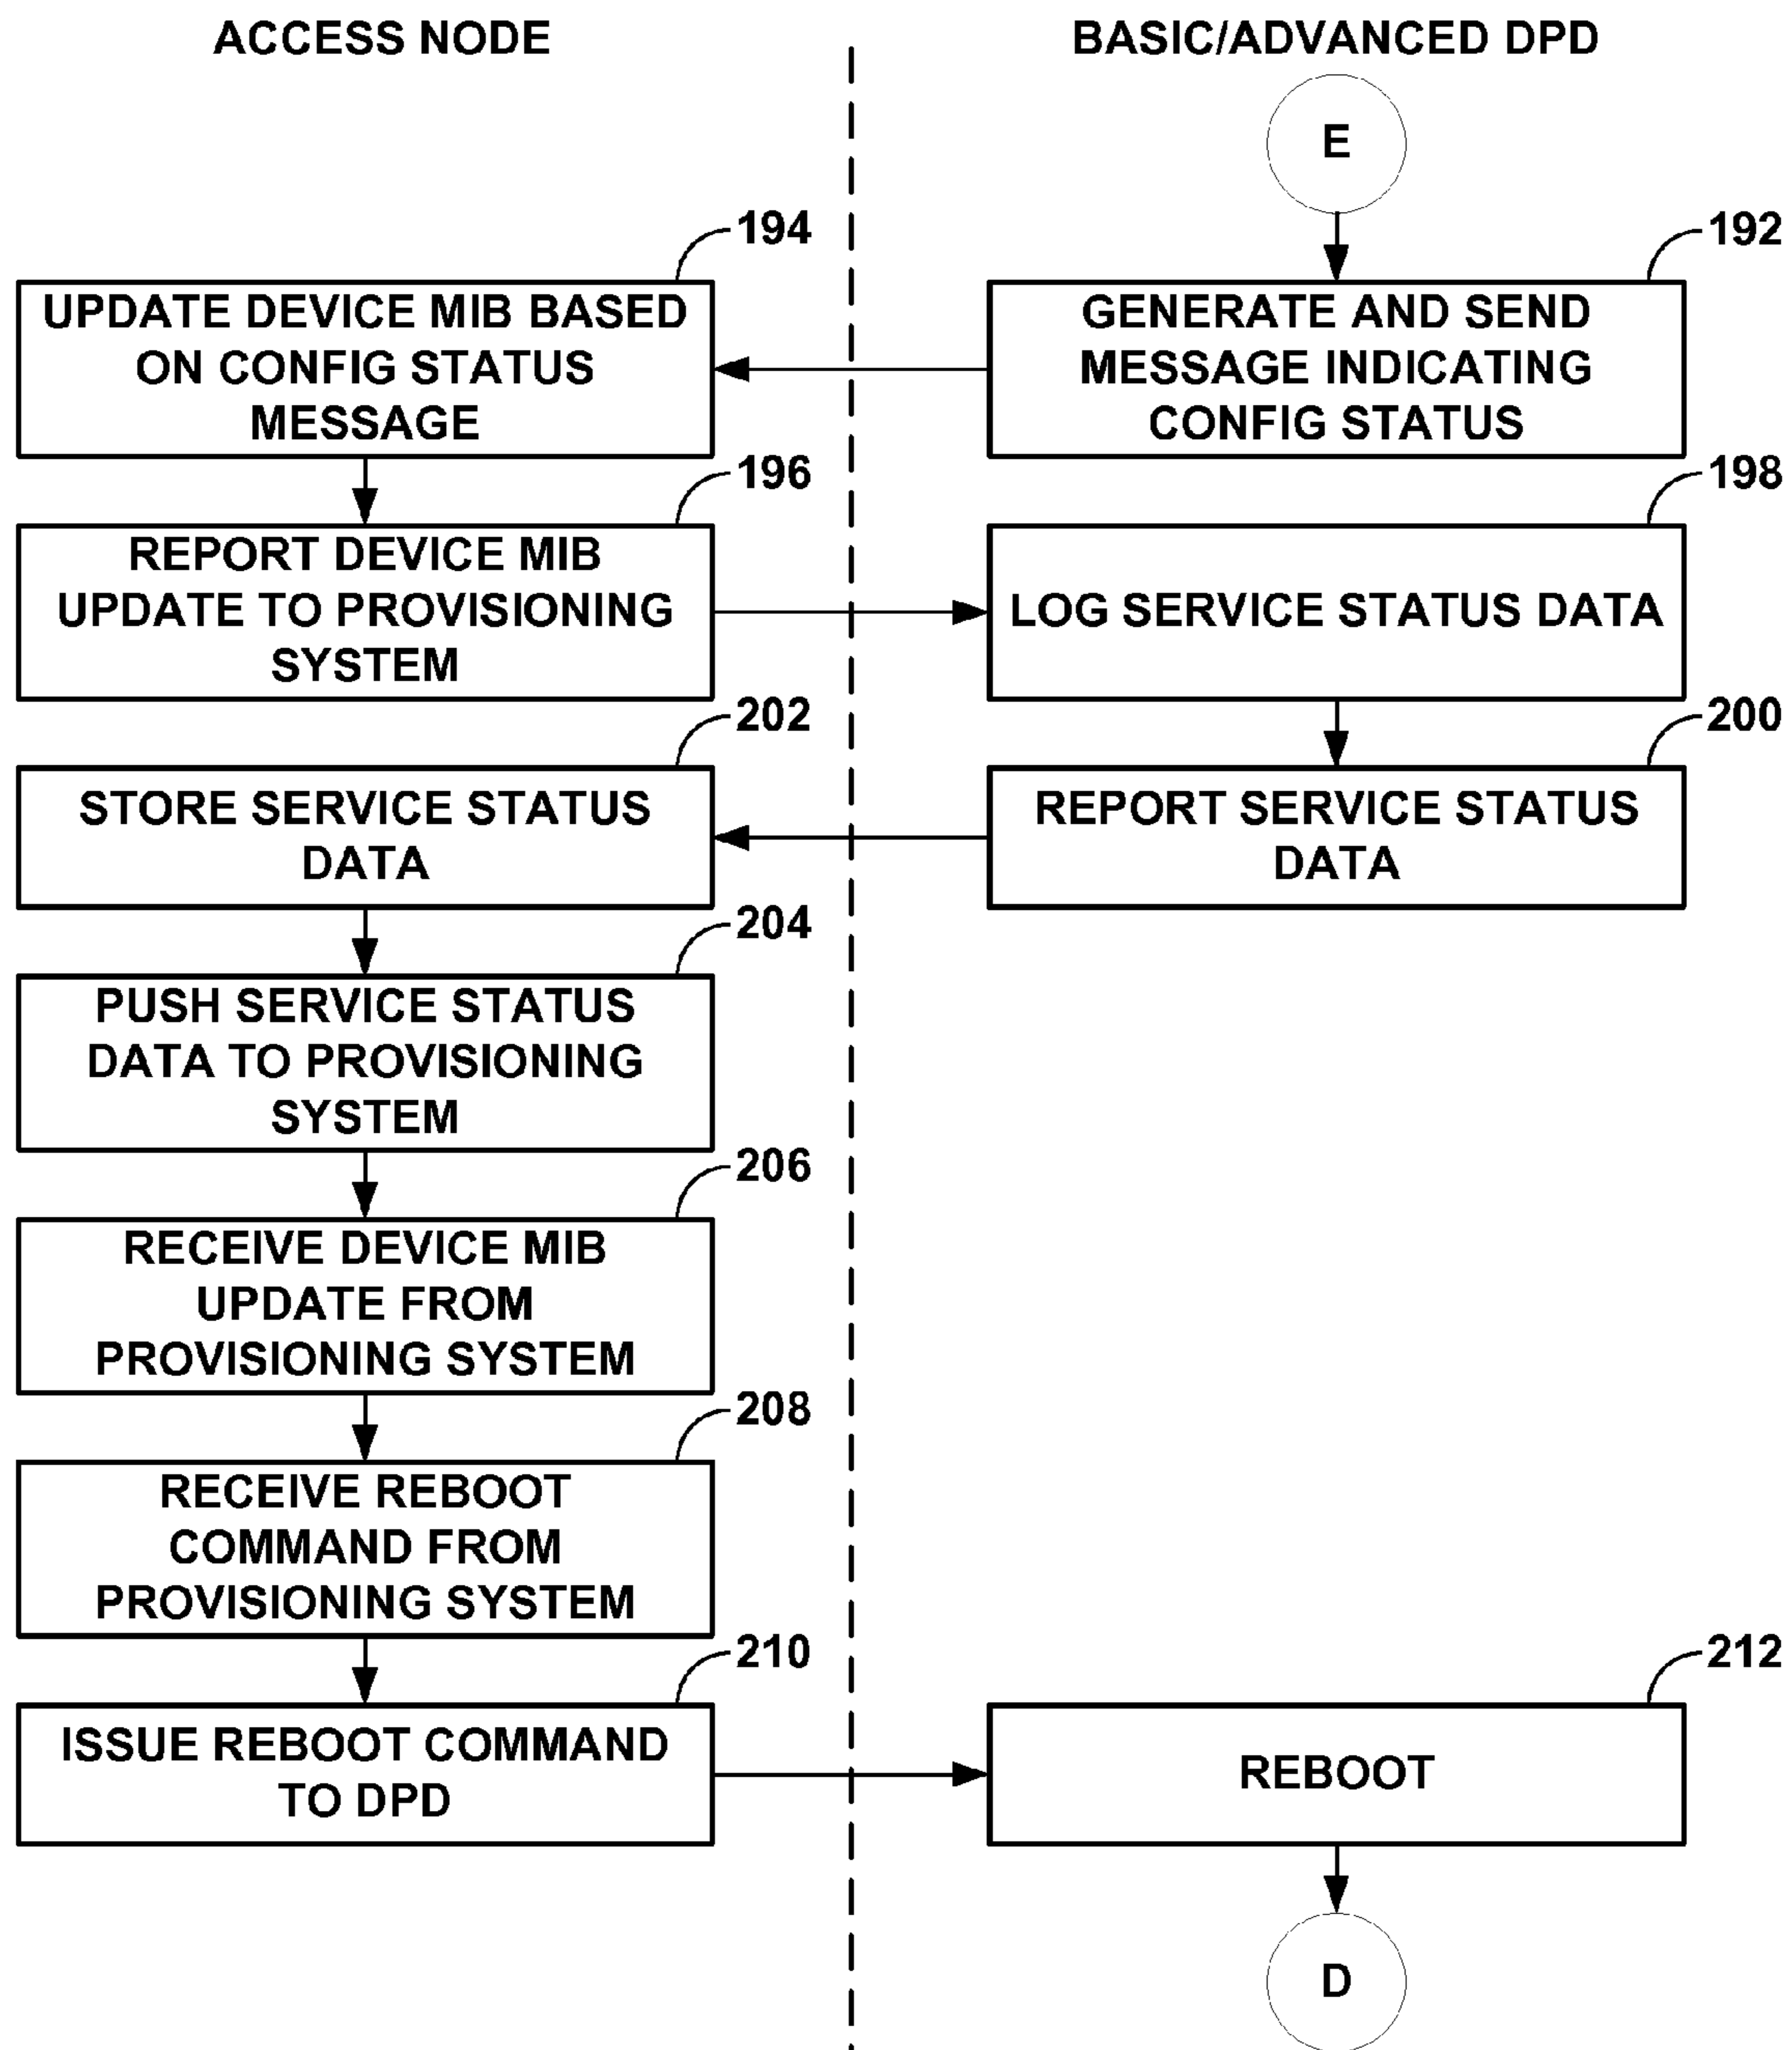 ACCESS NODE
BASIC/ADVANCED DPD
E
192
GENERATE AND SEND
MESSAGE INDICATING
CONFIG STATUS
194
UPDATE DEVICE MIB BASED
ON CONFIG STATUS
MESSAGE
196
REPORT DEVICE MIB
UPDATE TO PROVISIONING
SYSTEM
198
LOG SERVICE STATUS DATA
200
REPORT SERVICE STATUS
DATA
202
STORE SERVICE STATUS
DATA
204
PUSH SERVICE STATUS
DATA TO PROVISIONING
SYSTEM
206
RECEIVE DEVICE MIB
UPDATE FROM
PROVISIONING SYSTEM
208
RECEIVE REBOOT
COMMAND FROM
PROVISIONING SYSTEM
210
ISSUE REBOOT COMMAND
TO DPD
212
REBOOT
D